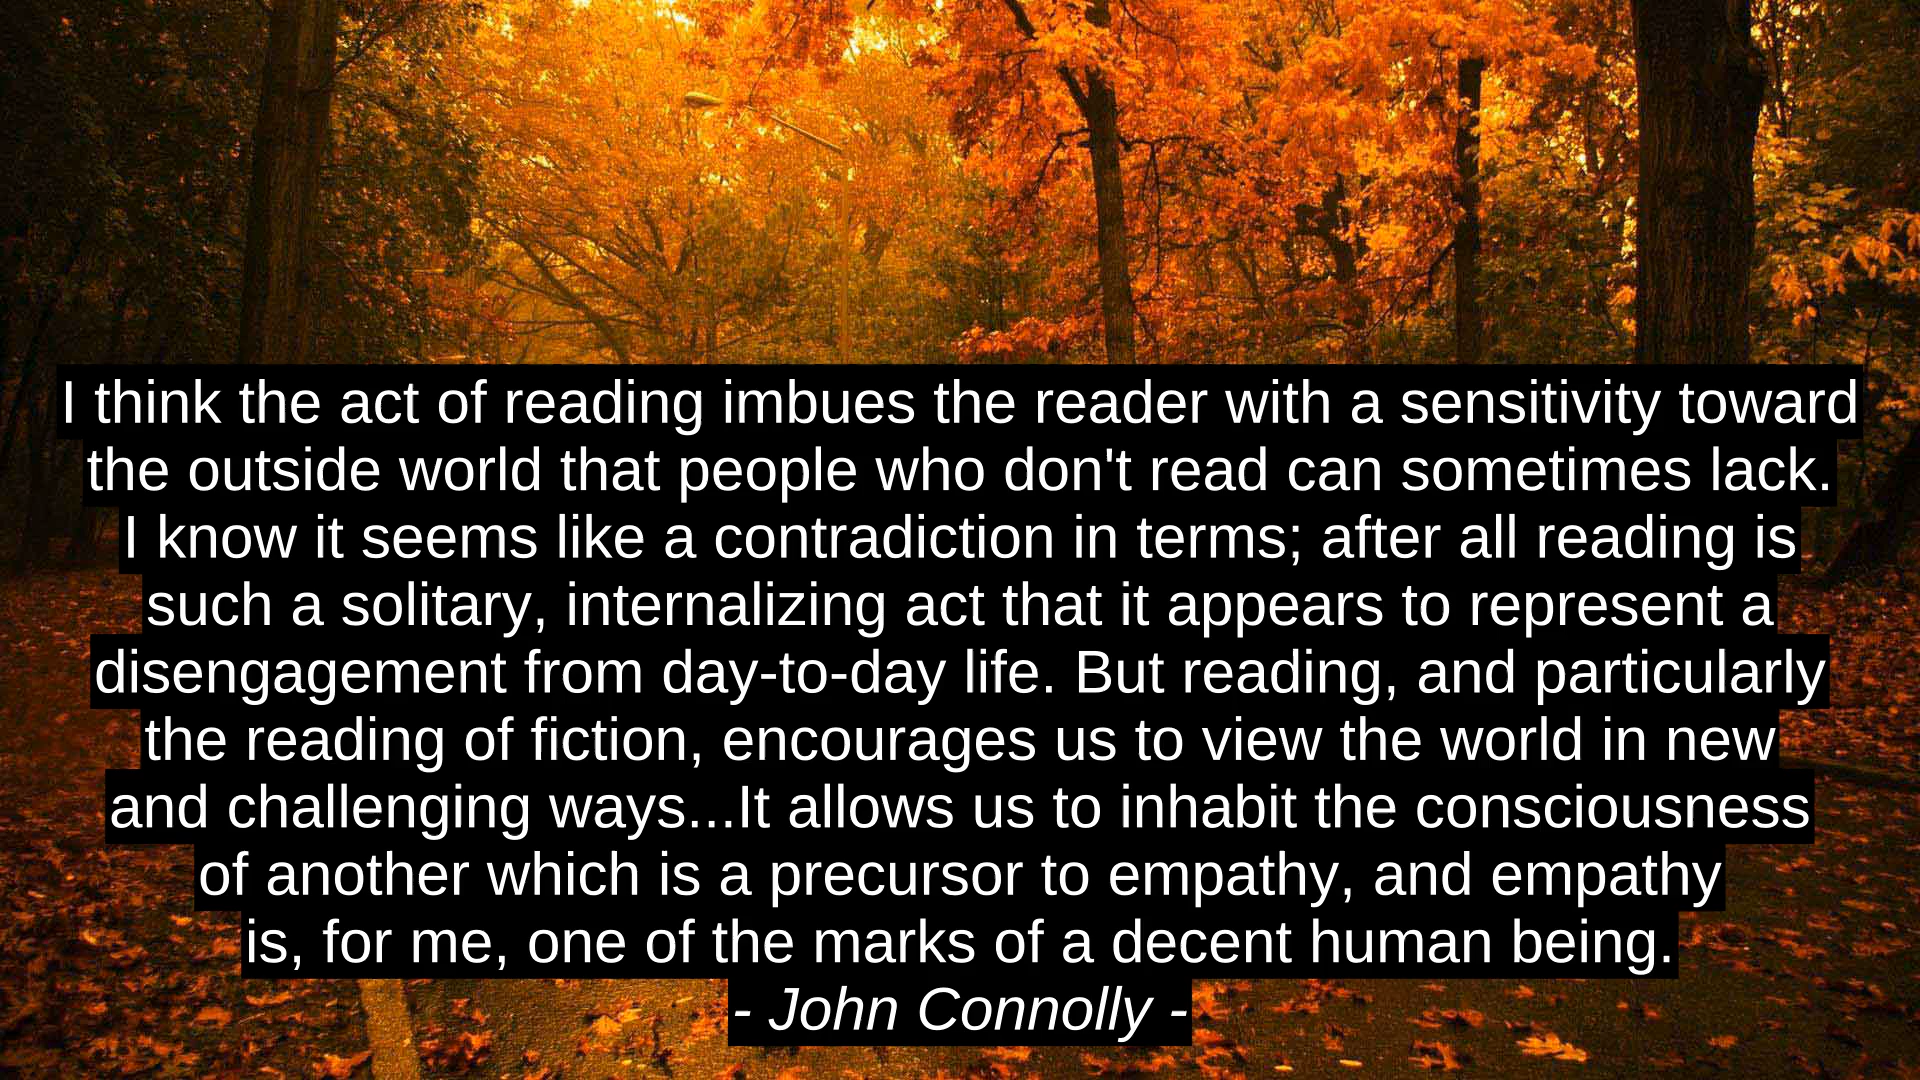 I think the act of reading imbues the reader with a sensitivity toward
the outside world that people who don't read can sometimes lack.
I know it seems like a contradiction in terms; after all reading is
such a solitary, internalizing act that it appears to represent a
disengagement from day-to-day life. But reading, and particularly
the reading of fiction, encourages us to view the world in new
and challenging ways...It allows us to inhabit the consciousness
of another which is a precursor to empathy, and empathy
is, for me, one of the marks of a decent human being.
- John Connolly -